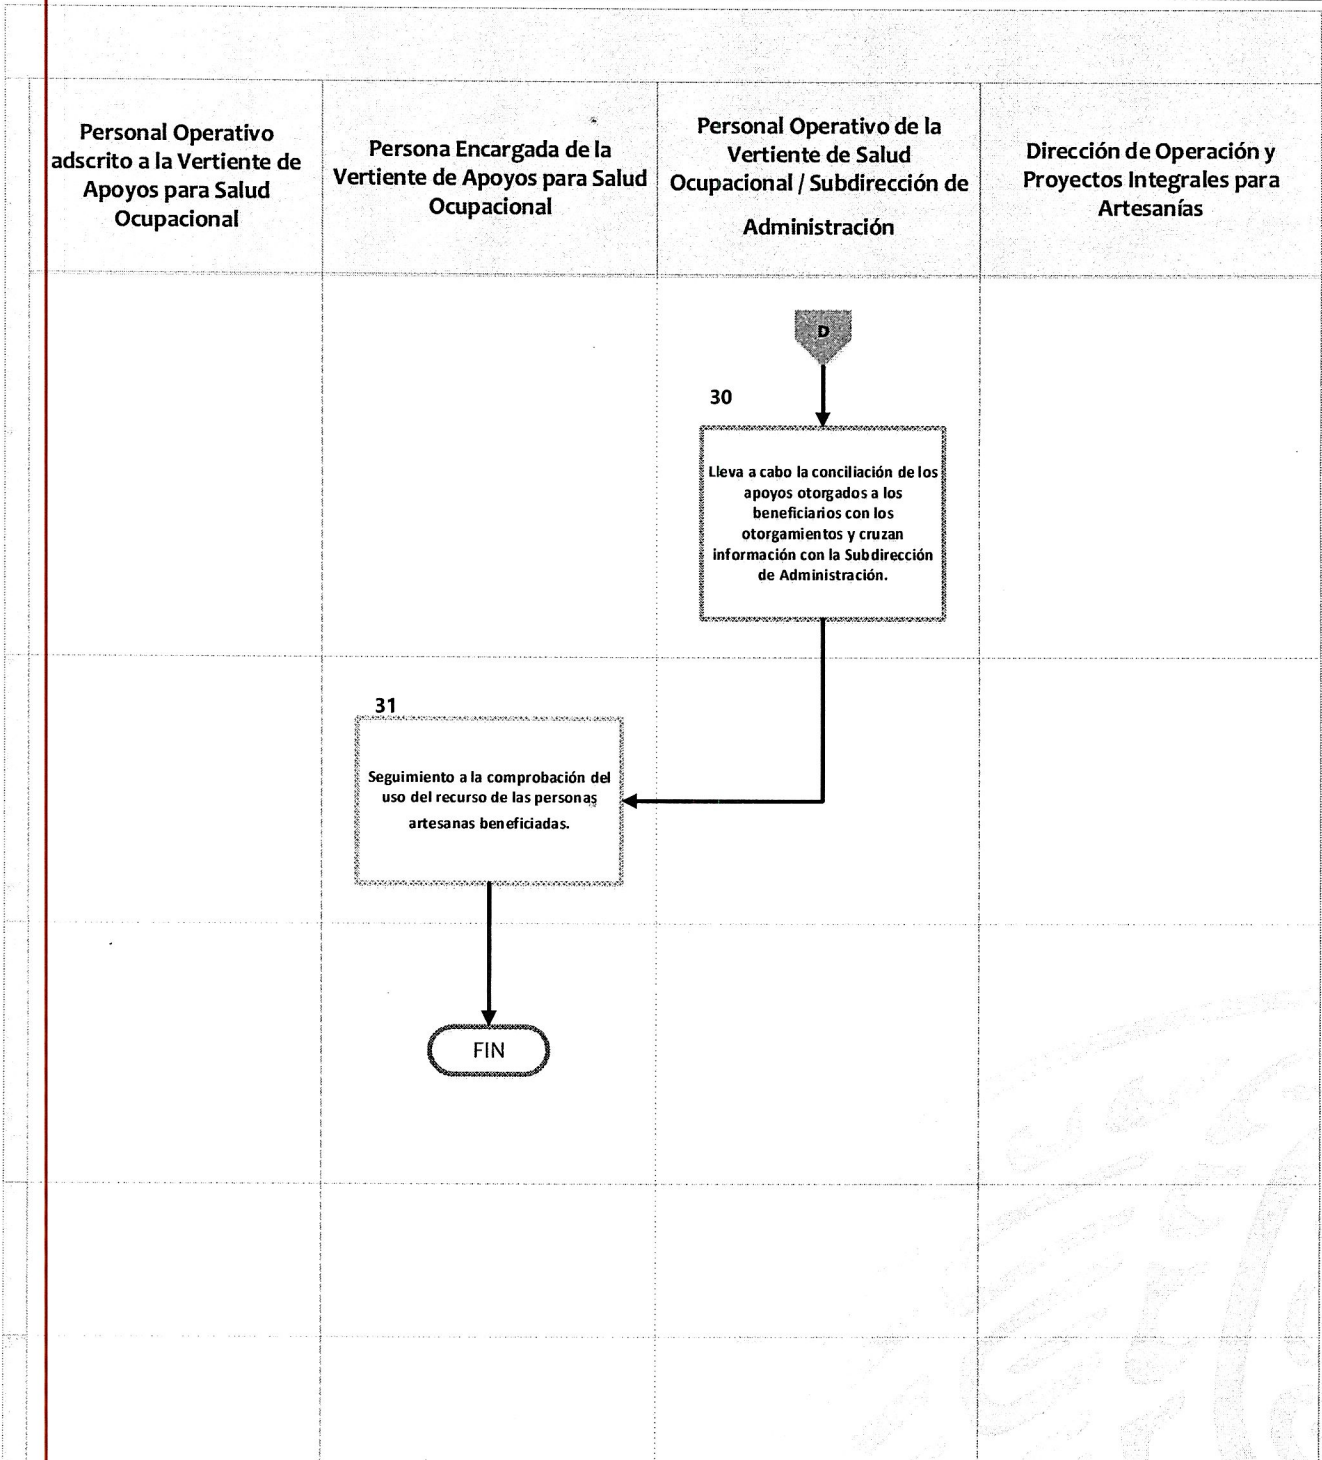 Personal Operativo
adscrito a la Vertiente de
Apoyos para Salud
Ocupacional
Persona Encargada de la
Vertiente de Apoyos para Salud
Ocupacional
Personal Operativo de la
Vertiente de Salud
Ocupacional / Subdirección de
Administración
Dirección de Operación y
Proyectos Integrales para
Artesanías
D
30
Lleva a cabo la conciliación de los
apoyos otorgados a los
beneficiarios con los
otorgamientos y cruzan
información con la Subdirección
de Administración.
31
Seguimiento a la comprobación del
uso del recurso de las personas
artesanas beneficiadas.
FIN